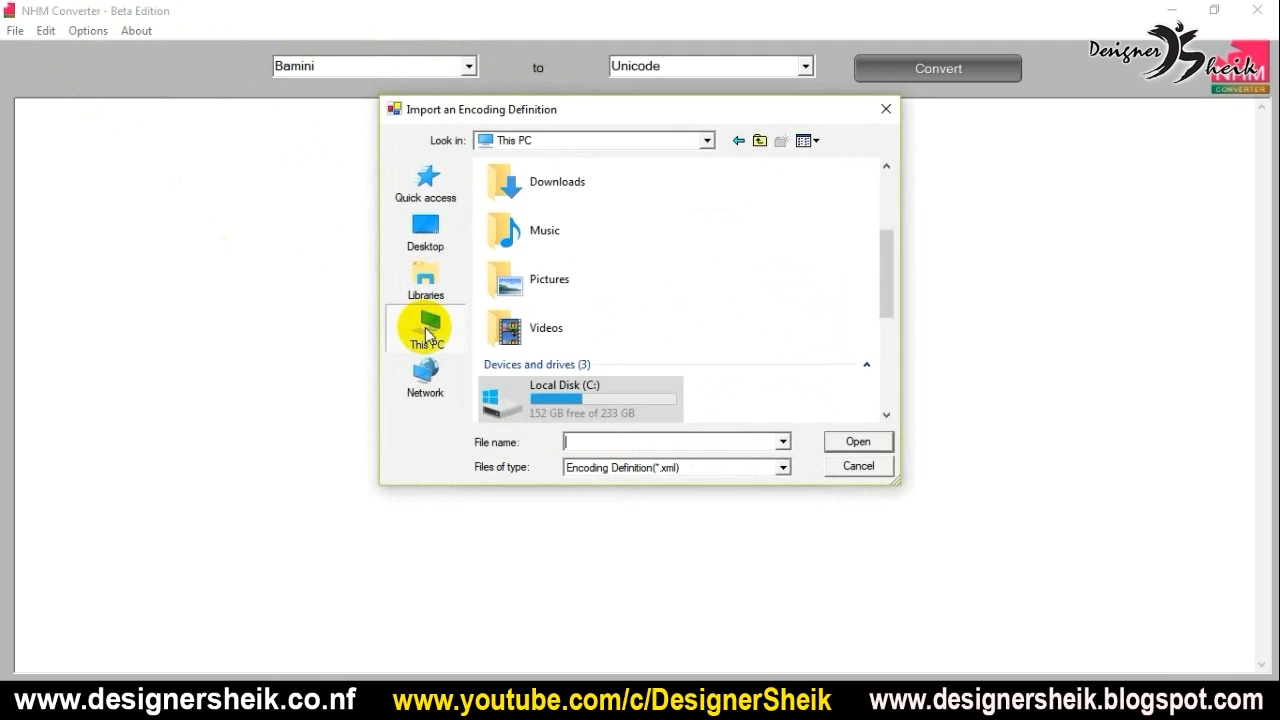 NHM Converter - Beta Edition
File Edit Options About
Bamini
to
Unicode
Convert
Designer Sheik
NHM
CONVERTER
Import an Encoding Definition
Look in:
This PC
Quick access
Desktop
Libraries
This PC
Network
Downloads
Music
Pictures
Videos
Devices and drives (3)
Local Disk (C:)
152 GB free of 233 GB
File name:
Open
Files of type:
Encoding Definition(*.xml)
Cancel
www.designersheik.co.nf
www.youtube.com/c/DesignerSheik
www.designersheik.blogspot.com